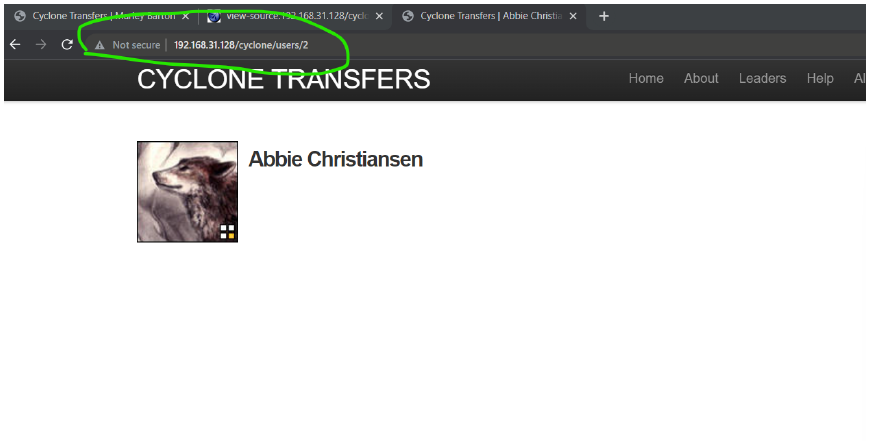 Cyclone Transfers | Marley Barton
view-source:192.168.31.128/cycl
Cyclone Transfers | Abbie Christia
Not secure | 192.168.31.128/cyclone/users/2
CYCLONE TRANSFERS
Home About Leaders Help Al
Abbie Christiansen